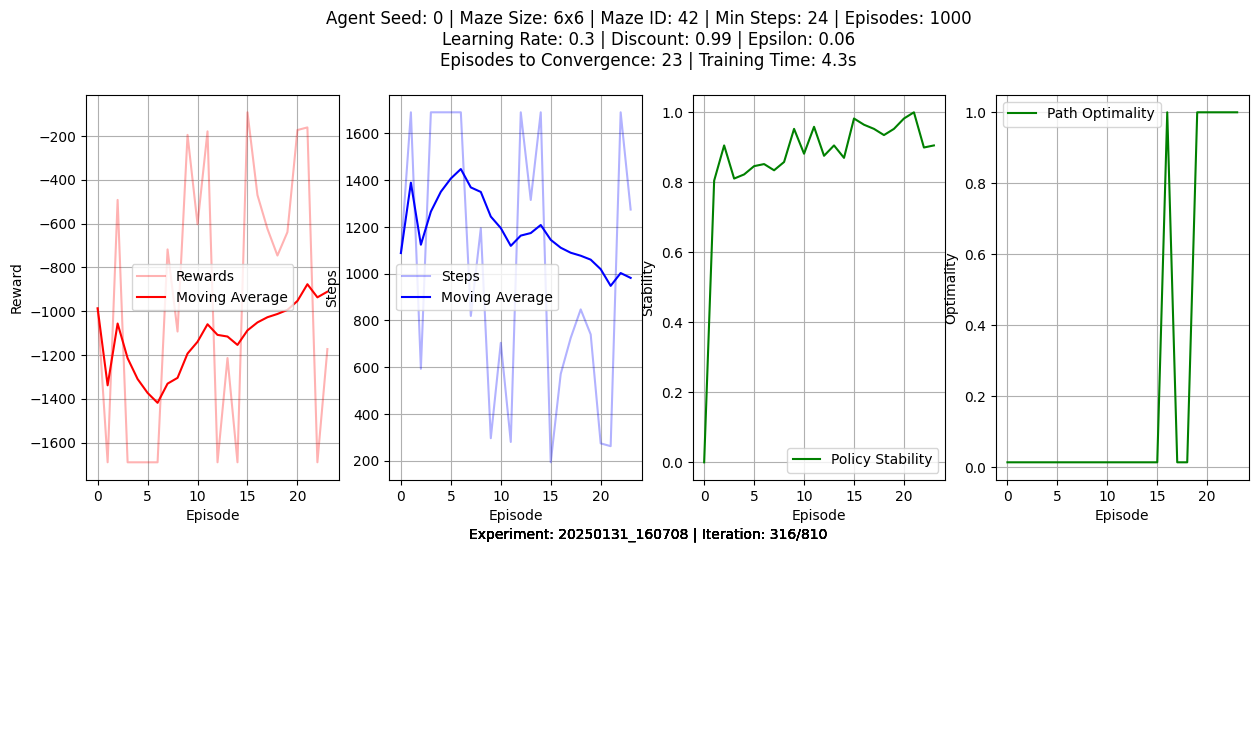 Agent Seed: 0 | Maze Size: 6x6 | Maze ID: 42 | Min Steps: 24 | Episodes: 1000
Learning Rate: 0.3 | Discount: 0.99 | Epsilon: 0.06
Episodes to Convergence: 23 | Training Time: 4.3s
Reward
−200
−400
−600
−800
−1000
−1200
−1400
−1600
Rewards
Moving Average
0
5
10
15
20
Episode
Steps
1600
1400
1200
1000
800
600
400
200
Steps
Moving Average
0
5
10
15
20
Episode
Stability
1.0
0.8
0.6
0.4
0.2
0.0
Policy Stability
0
5
10
15
20
Episode
Optimality
1.0
0.8
0.6
0.4
0.2
0.0
Path Optimality
0
5
10
15
20
Episode
Experiment: 20250131_160708 | Iteration: 316/810